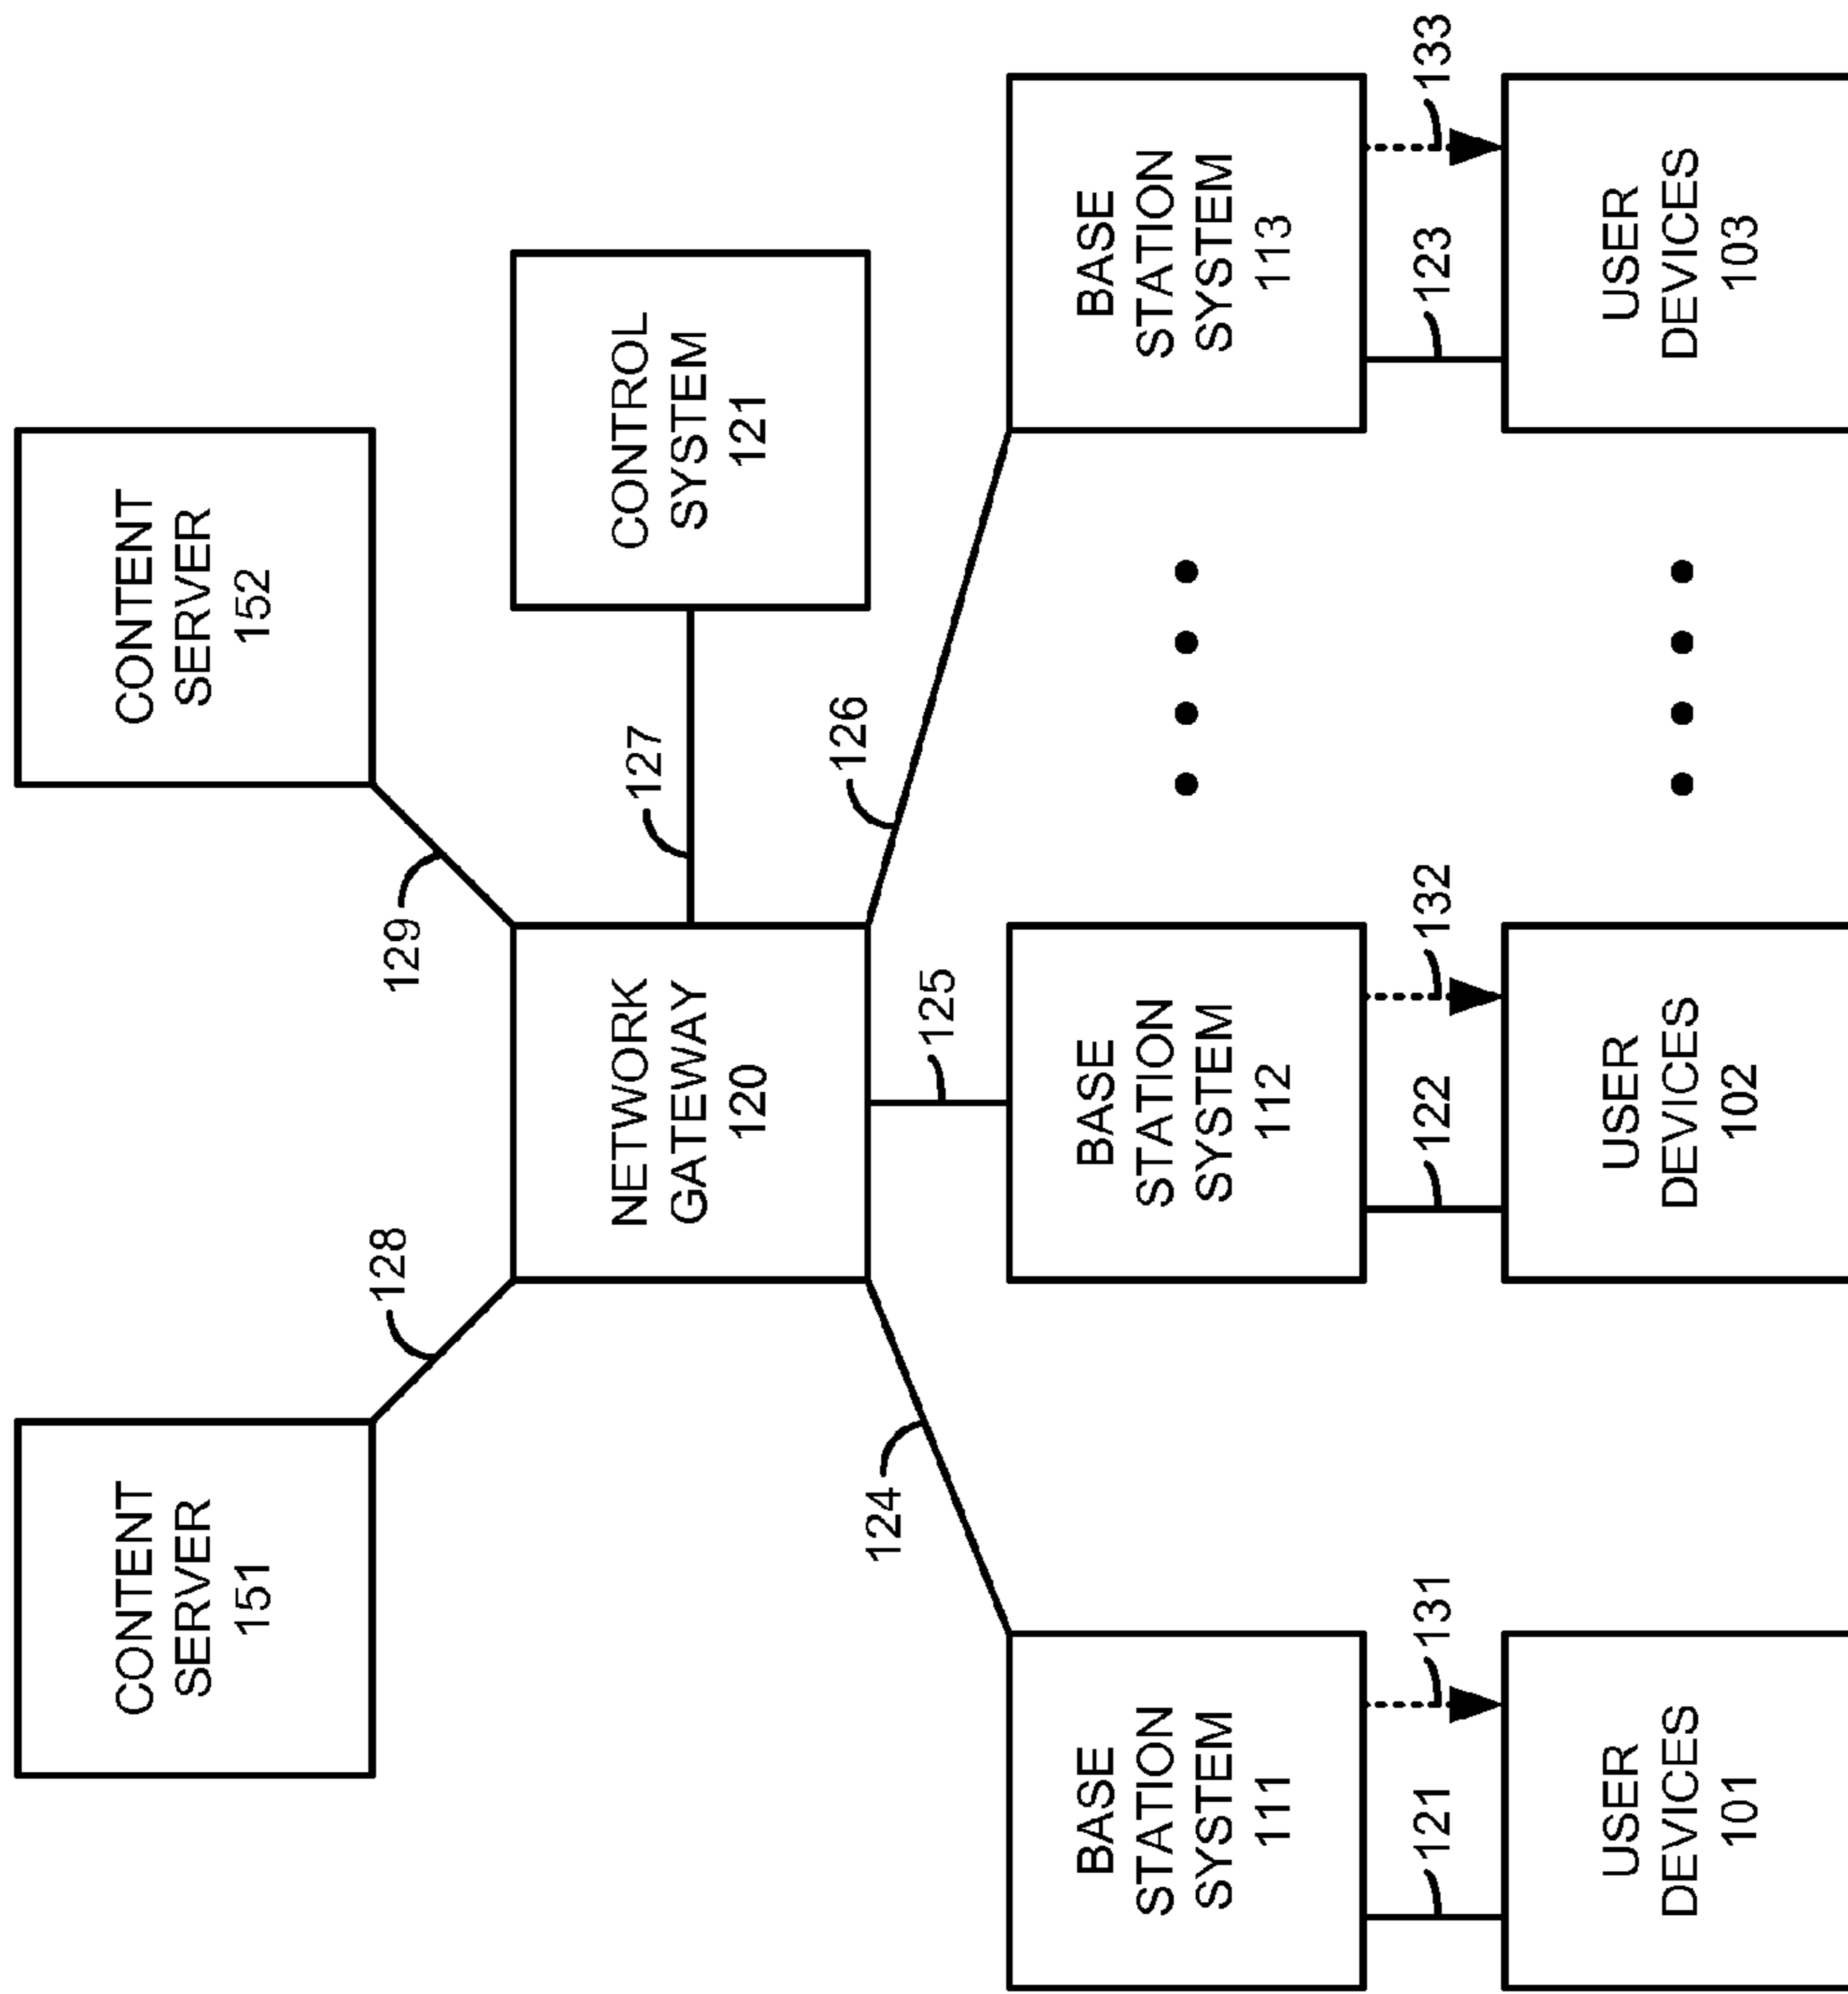 CONTENT
SERVER
151
CONTENT
SERVER
152
128
129
NETWORK
GATEWAY
120
127
CONTROL
SYSTEM
121
124
125
126
BASE
STATION
SYSTEM
111
BASE
STATION
SYSTEM
112
BASE
STATION
SYSTEM
113
121
131
122
132
123
133
USER
DEVICES
101
USER
DEVICES
102
USER
DEVICES
103